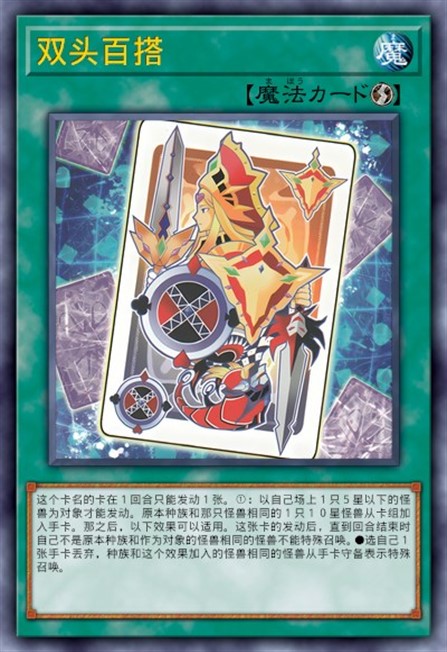 双头百搭
魔
【魔法カード】
ま ほう
这个卡名的卡在1回合只能发动1张。①：以自己场上1只5星以下的怪
兽为对象才能发动。原本种族和那只怪兽相同的1只10星怪兽从卡组加
入手卡。那之后，以下效果可以适用。这张卡的发动后，直到回合结束时
自己不是原本种族和作为对象的怪兽相同的怪兽不能特殊召唤。●选自己1
张手卡丢弃，种族和这个效果加入的怪兽相同的怪兽从手卡守备表示特殊
召唤。